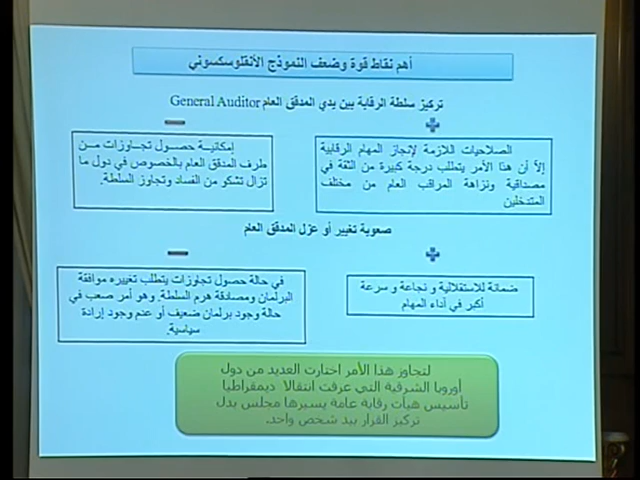 أهم نقاط قوة وضعف النموذج الأنقلوسكسوني
تركيز سلطة الرقابة بين يدي المدقق العام General Auditor
+
الصلاحيات اللازمة لإنجاز المهام الرقابية
إلاّ أن هذا الأمر يتطلب درجة كبيرة من الثقة في
مصداقية ونزاهة المراقب العام من مختلف
المتدخلين
−
إمكانية حصول تجاوزات من
طرف المدقق العام بالخصوص في دول ما
تزال تشكو من الفساد وتجاوز السلطة.
صعوبة تغيير أو عزل المدقق العام
+
ضمانة للاستقلالية و نجاعة و سرعة
أكبر في أداء المهام
−
في حالة حصول تجاوزات يتطلب تغييره موافقة
البرلمان ومصادقة هرم السلطة. وهو أمر صعب في
حالة وجود برلمان ضعيف أو عدم وجود إرادة
سياسية.
لتجاوز هذا الأمر اختارت العديد من دول
أوروبا الشرقية التي عرفت انتقالا ديمقراطيا
تأسيس هيأت رقابة عامة يسيرها مجلس بدل
تركيز القرار بيد شخص واحد.